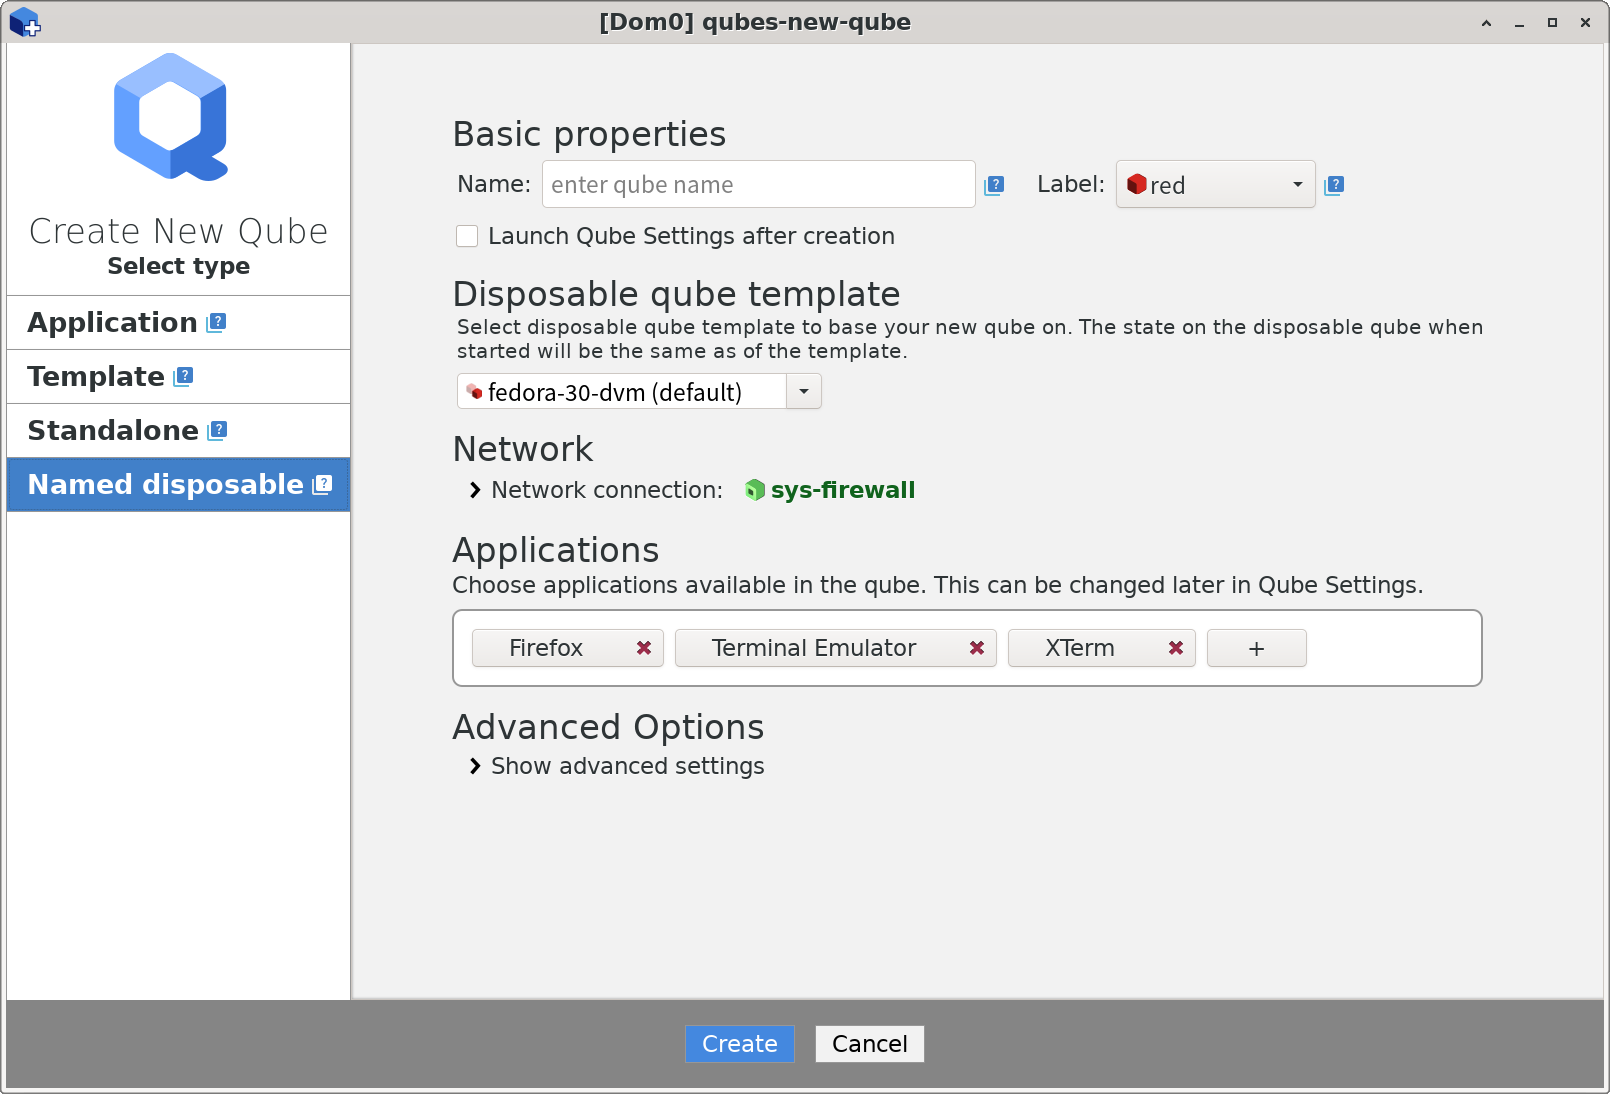 [Dom0] qubes-new-qube
Create New Qube
Select type
Application ?
Template ?
Standalone ?
Named disposable ?
Basic properties
Name: enter qube name ? Label: red ?
Launch Qube Settings after creation
Disposable qube template
Select disposable qube template to base your new qube on. The state on the disposable qube when
started will be the same as of the template.
fedora-30-dvm (default)
Network
Network connection: sys-firewall
Applications
Choose applications available in the qube. This can be changed later in Qube Settings.
Firefox Terminal Emulator XTerm +
Advanced Options
Show advanced settings
Create Cancel